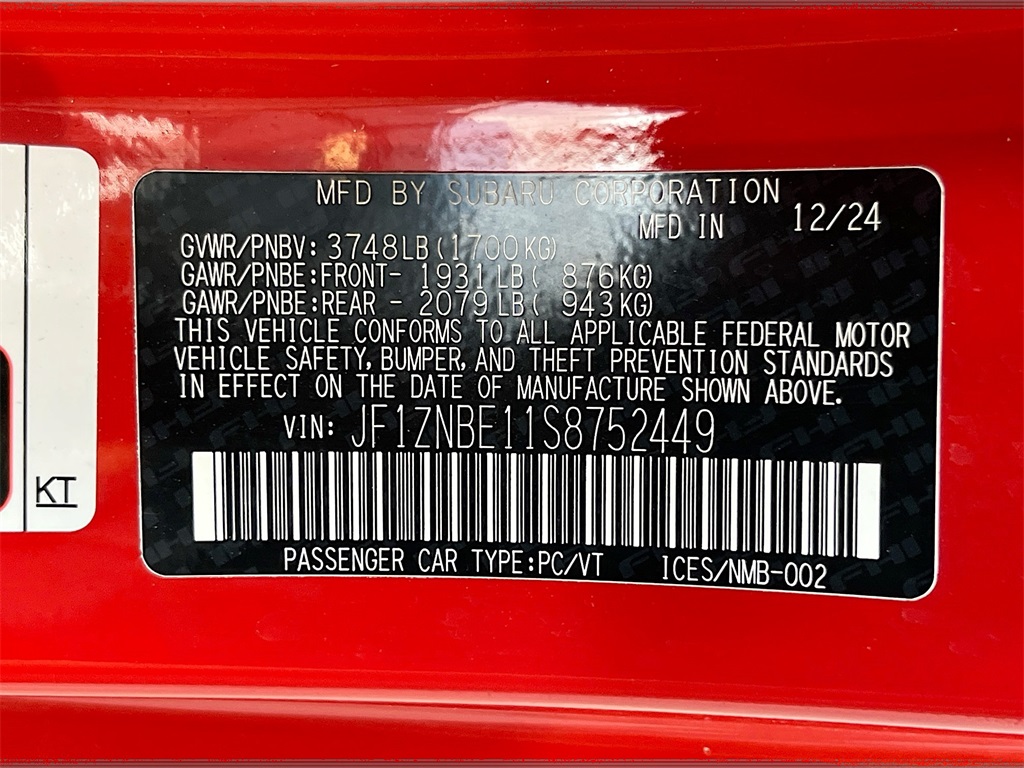 MFD BY SUBARU CORPORATION
MFD IN 12/24
GVWR/PNBV: 3748LB(1700KG)
GAWR/PNBE:FRONT- 1931LB( 876KG)
GAWR/PNBE:REAR - 2079LB( 943KG)
THIS VEHICLE CONFORMS TO ALL APPLICABLE FEDERAL MOTOR
VEHICLE SAFETY, BUMPER, AND THEFT PREVENTION STANDARDS
IN EFFECT ON THE DATE OF MANUFACTURE SHOWN ABOVE.
VIN: JF1ZNBE11S8752449
PASSENGER CAR TYPE:PC/VT ICES/NMB-002
KT